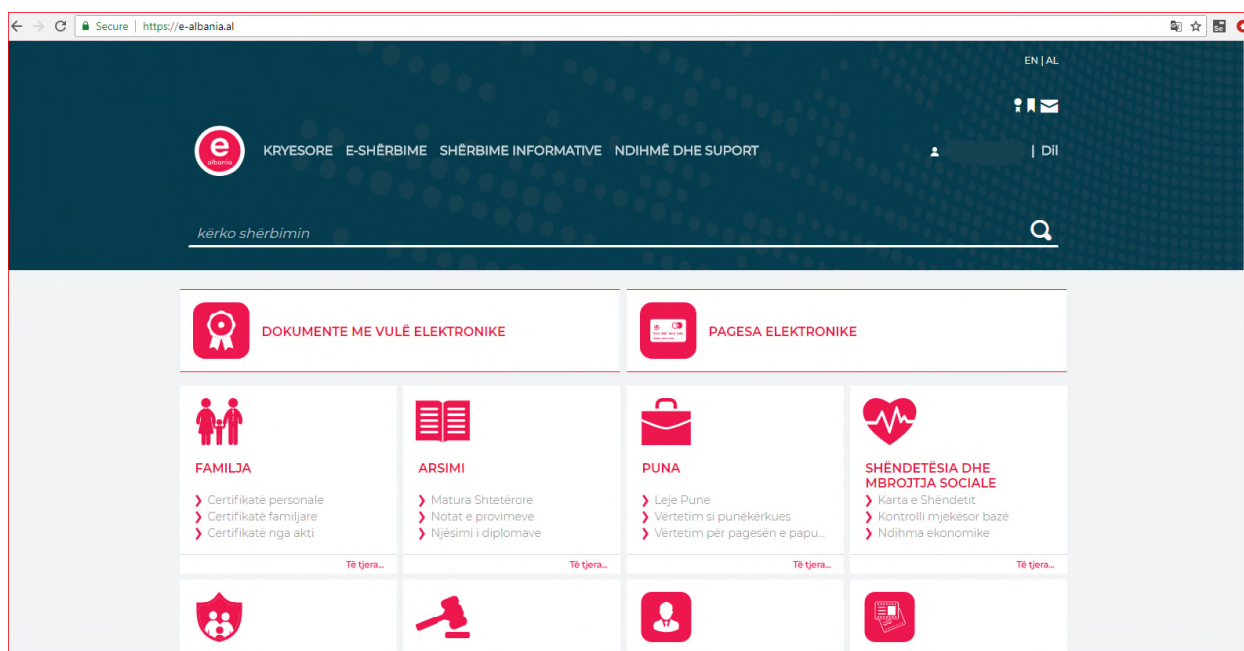 Secure | https://e-albania.al
EN | AL
e
albania
KRYESORE E-SHËRBIME SHËRBIME INFORMATIVE NDIHMË DHE SUPORT
| Dil
kërko shërbimin
DOKUMENTE ME VULË ELEKTRONIKE
PAGESA ELEKTRONIKE
FAMILJA
Certifikatë personale
Certifikatë familjare
Certifikatë nga akti
Të tjera...
ARSIMI
Matura Shtetërore
Notat e provimeve
Njësimi i diplomave
Të tjera...
PUNA
Leje Pune
Vërtetim si punëkërkues
Vërtetim për pagesën e papu...
Të tjera...
SHËNDETËSIA DHE
MBROJTJA SOCIALE
Karta e Shëndetit
Kontrolli mjekësor bazë
Ndihma ekonomike
Të tjera...